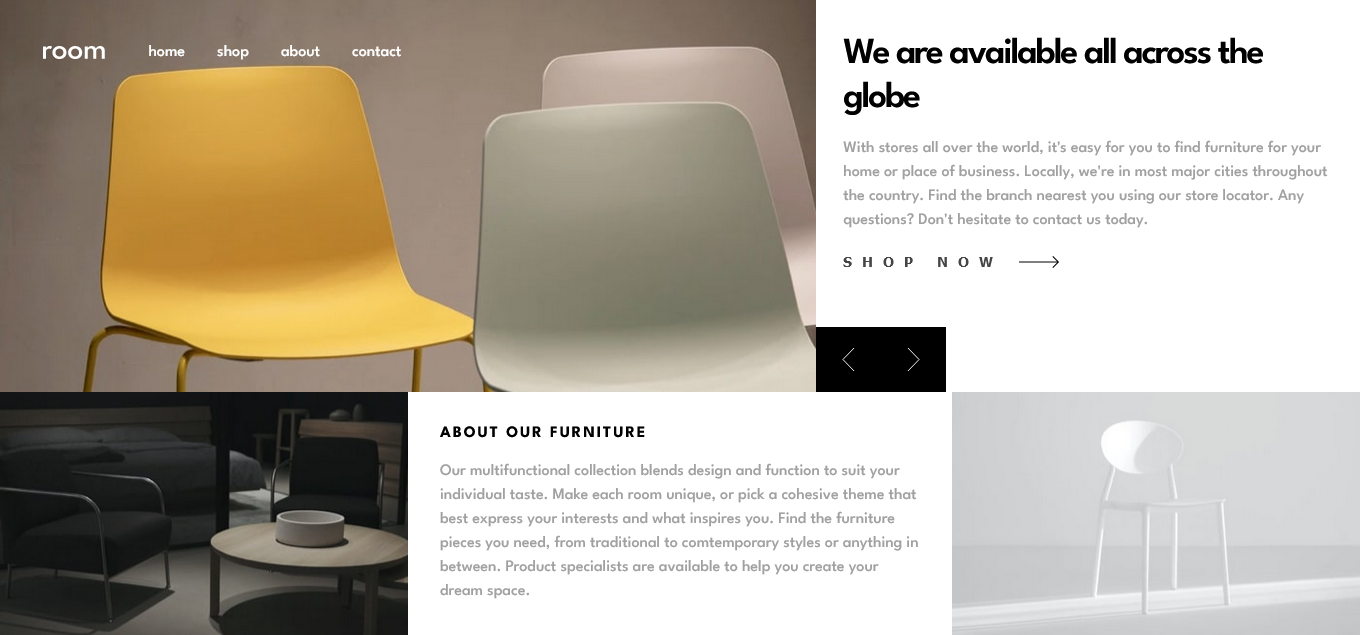 room
home shop about contact
We are available all across the
globe
With stores all over the world, it's easy for you to find furniture for your
home or place of business. Locally, we're in most major cities throughout
the country. Find the branch nearest you using our store locator. Any
questions? Don't hesitate to contact us today.
SHOP NOW
ABOUT OUR FURNITURE
Our multifunctional collection blends design and function to suit your
individual taste. Make each room unique, or pick a cohesive theme that
best express your interests and what inspires you. Find the furniture
pieces you need, from traditional to comtemporary styles or anything in
between. Product specialists are available to help you create your
dream space.